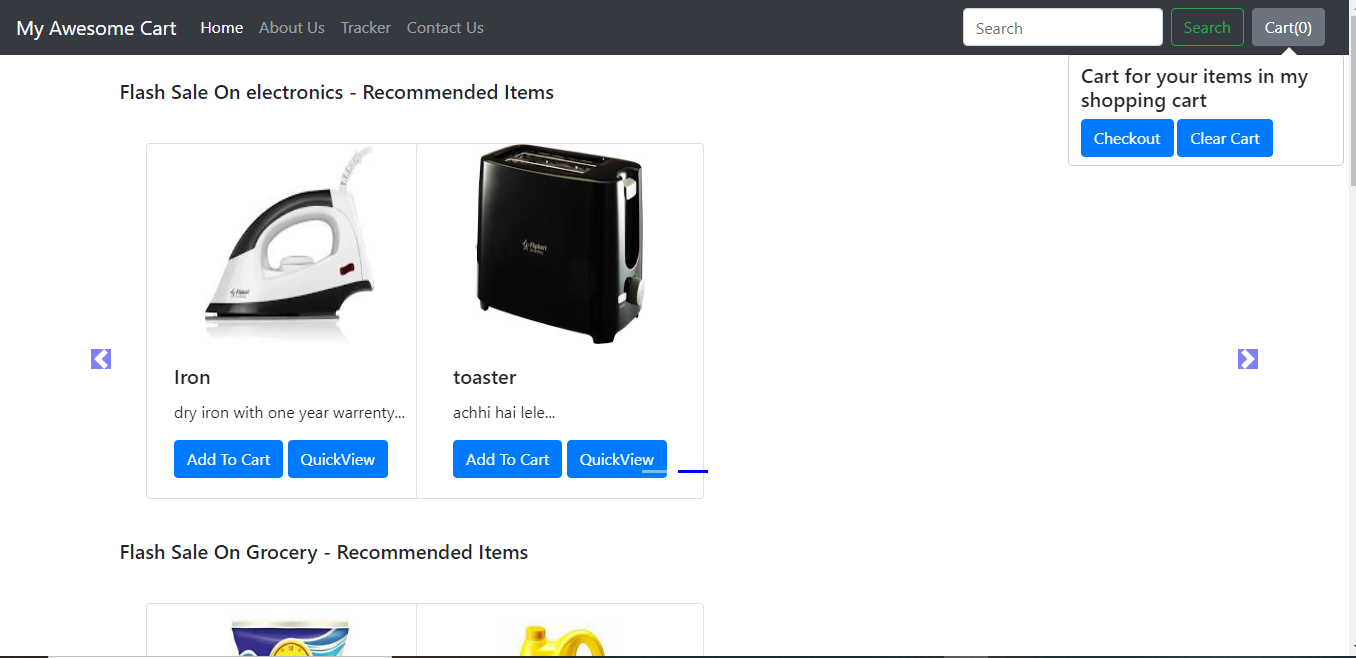 My Awesome Cart Home About Us Tracker Contact Us Search Search Cart(0)
Cart for your items in my
shopping cart
Checkout Clear Cart
Flash Sale On electronics - Recommended Items
Iron
dry iron with one year warrenty...
Add To Cart QuickView
toaster
achhi hai lele...
Add To Cart QuickView
Flash Sale On Grocery - Recommended Items